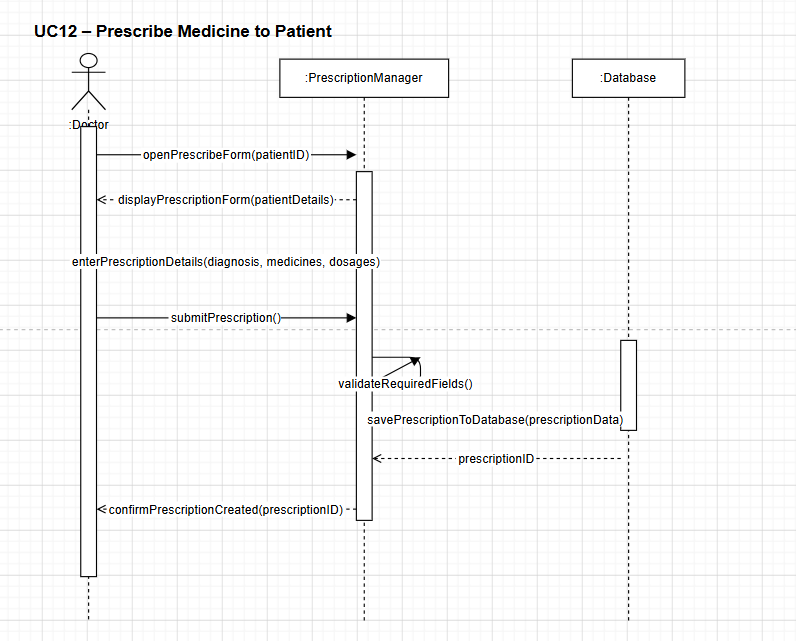 UC12 – Prescribe Medicine to Patient
:PrescriptionManager
:Database
:Doctor
openPrescribeForm(patientID)
displayPrescriptionForm(patientDetails)
enterPrescriptionDetails(diagnosis, medicines, dosages)
submitPrescription()
validateRequiredFields()
savePrescriptionToDatabase(prescriptionData)
prescriptionID
confirmPrescriptionCreated(prescriptionID)